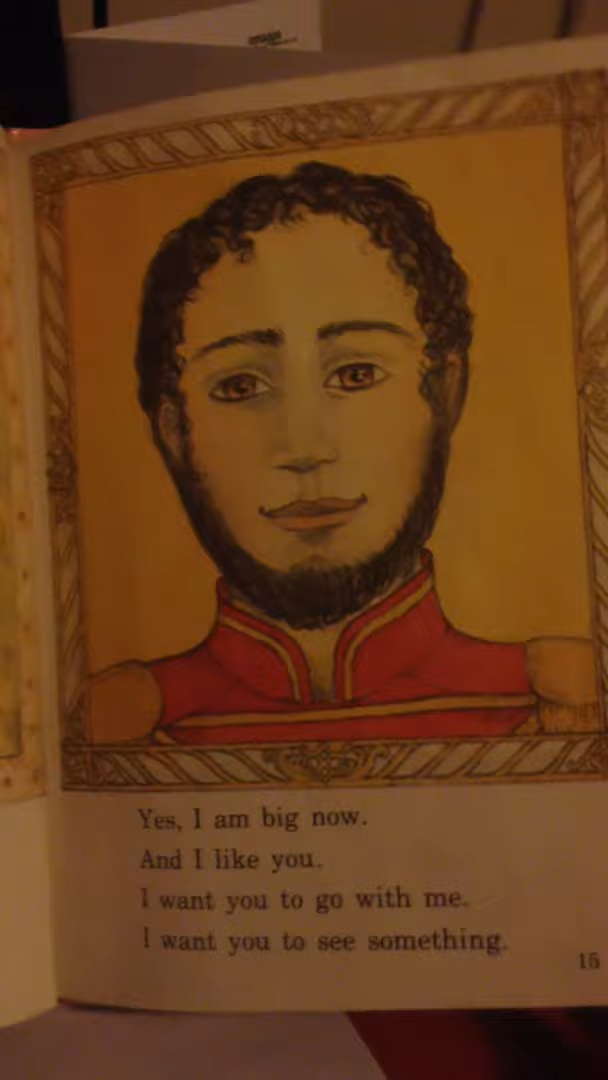 Yes, I am big now.
And I like you.
I want you to go with me.
I want you to see something.
15